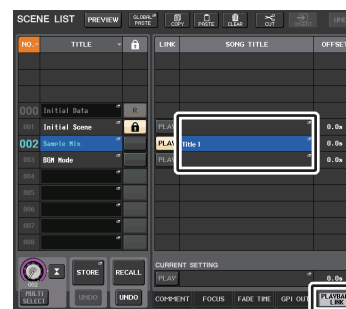 SCENE LIST PREVIEW GLOBAL PASTE COPY PASTE CLEAR CUT INSERT LINK
NO. TITLE LINK SONG TITLE OFFSET
000 Initial Data R
001 Initial Scene PLAY 0.0s
002 Sample Mix PLAY Title 1 0.0s
003 BGM Mode PLAY 0.0s
004
005
006
007
008
CURRENT SETTING
002 I STORE RECALL PLAY 0.0s
MULTI SELECT UNDO UNDO COMMENT FOCUS FADE TIME GPI OUT PLAYBACK LINK